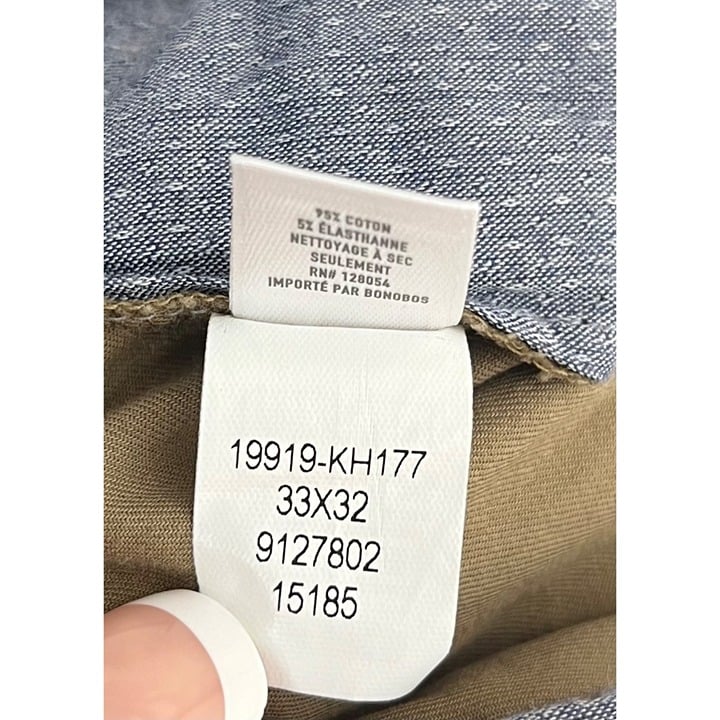 95% COTON
5% ÉLASTHANNE
NETTOYAGE À SEC
SEULEMENT
RN# 128054
IMPORTÉ PAR BONOBOS
19919-KH177
33X32
9127802
15185